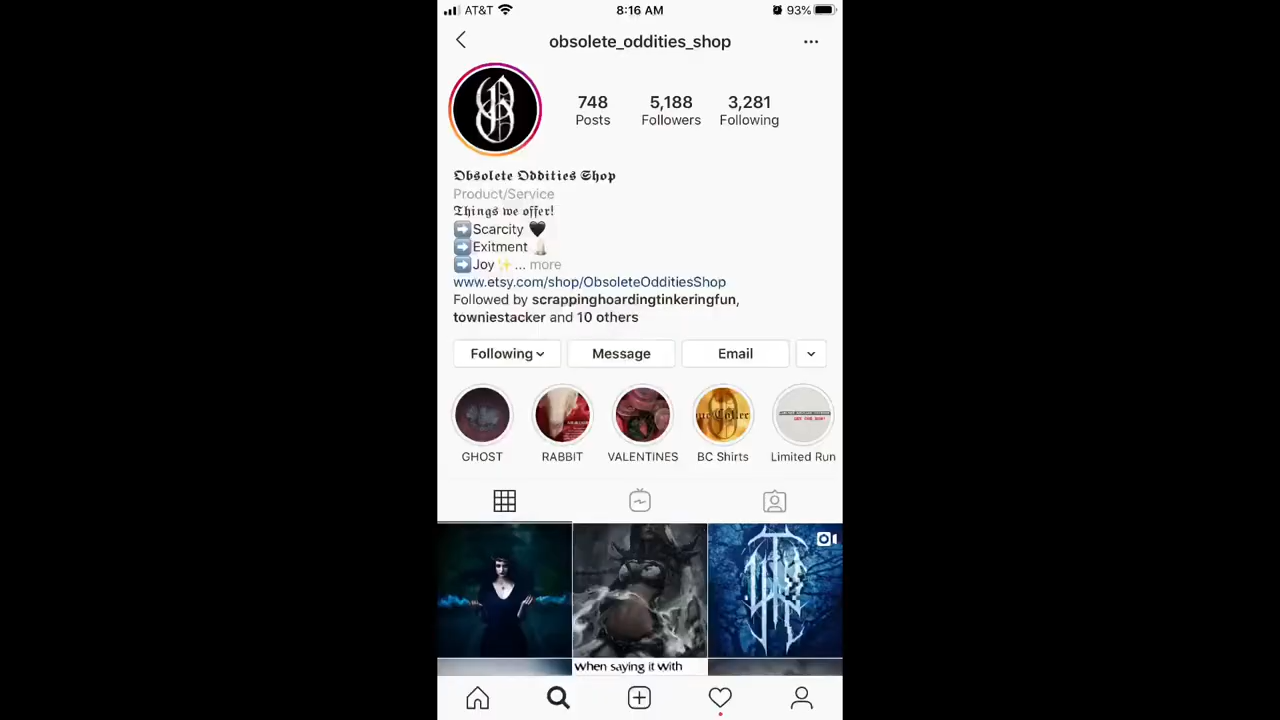 AT&T 8:16 AM 93%
obsolete_oddities_shop
748 5,188 3,281
Posts Followers Following
𝕺𝖇𝖘𝖔𝖑𝖊𝖙𝖊 𝕺𝖉𝖉𝖎𝖙𝖎𝖊𝖘 𝕾𝖍𝖔𝖕
Product/Service
𝔗𝔥𝔦𝔫𝔤𝔰 𝔴𝔢 𝔬𝔣𝔣𝔢𝔯!
➡️Scarcity 🖤
➡️Exitment 🕯
➡️Joy ✨ ... more
www.etsy.com/shop/ObsoleteOdditiesShop
Followed by scrappinghoardingtinkeringfun,
towniestacker and 10 others
Following Message Email
GHOST RABBIT VALENTINES BC Shirts Limited Run
When saying it with